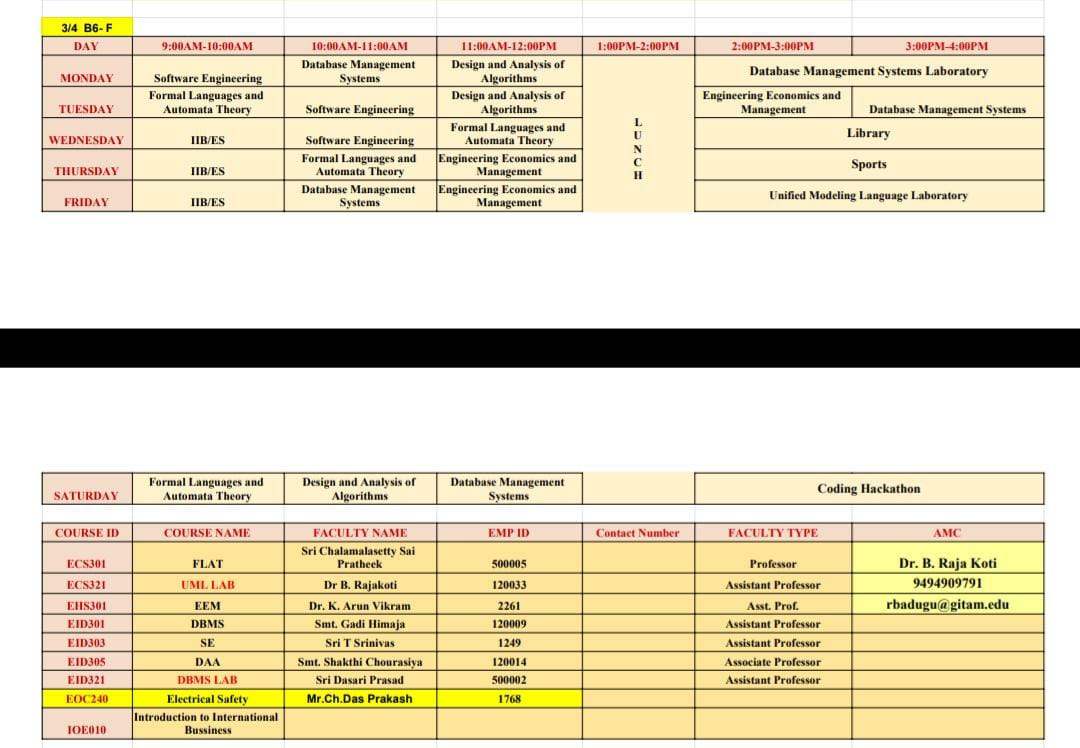 3/4 B6- F
DAY 9:00AM-10:00AM 10:00AM-11:00AM 11:00AM-12:00PM 1:00PM-2:00PM 2:00PM-3:00PM 3:00PM-4:00PM
MONDAY Software Engineering Database Management Systems Design and Analysis of Algorithms Database Management Systems Laboratory
TUESDAY Formal Languages and Automata Theory Software Engineering Design and Analysis of Algorithms Engineering Economics and Management Database Management Systems
WEDNESDAY IIB/ES Software Engineering Formal Languages and Automata Theory Library
THURSDAY IIB/ES Formal Languages and Automata Theory Engineering Economics and Management Sports
FRIDAY IIB/ES Database Management Systems Engineering Economics and Management Unified Modeling Language Laboratory
L
U
N
C
H
SATURDAY Formal Languages and Automata Theory Design and Analysis of Algorithms Database Management Systems Coding Hackathon
COURSE ID COURSE NAME FACULTY NAME EMP ID Contact Number FACULTY TYPE AMC
ECS301 FLAT Sri Chalamalasetty Sai Pratheek 500005 Professor Dr. B. Raja Koti
ECS321 UML LAB Dr B. Rajakoti 120033 Assistant Professor 9494909791
EHS301 EEM Dr. K. Arun Vikram 2261 Asst. Prof. rbadugu@gitam.edu
EID301 DBMS Smt. Gadi Himaja 120009 Assistant Professor
EID303 SE Sri T Srinivas 1249 Assistant Professor
EID305 DAA Smt. Shakthi Chourasiya 120014 Associate Professor
EID321 DBMS LAB Sri Dasari Prasad 500002 Assistant Professor
EOC240 Electrical Safety Mr.Ch.Das Prakash 1768
IOE010 Introduction to International Bussiness